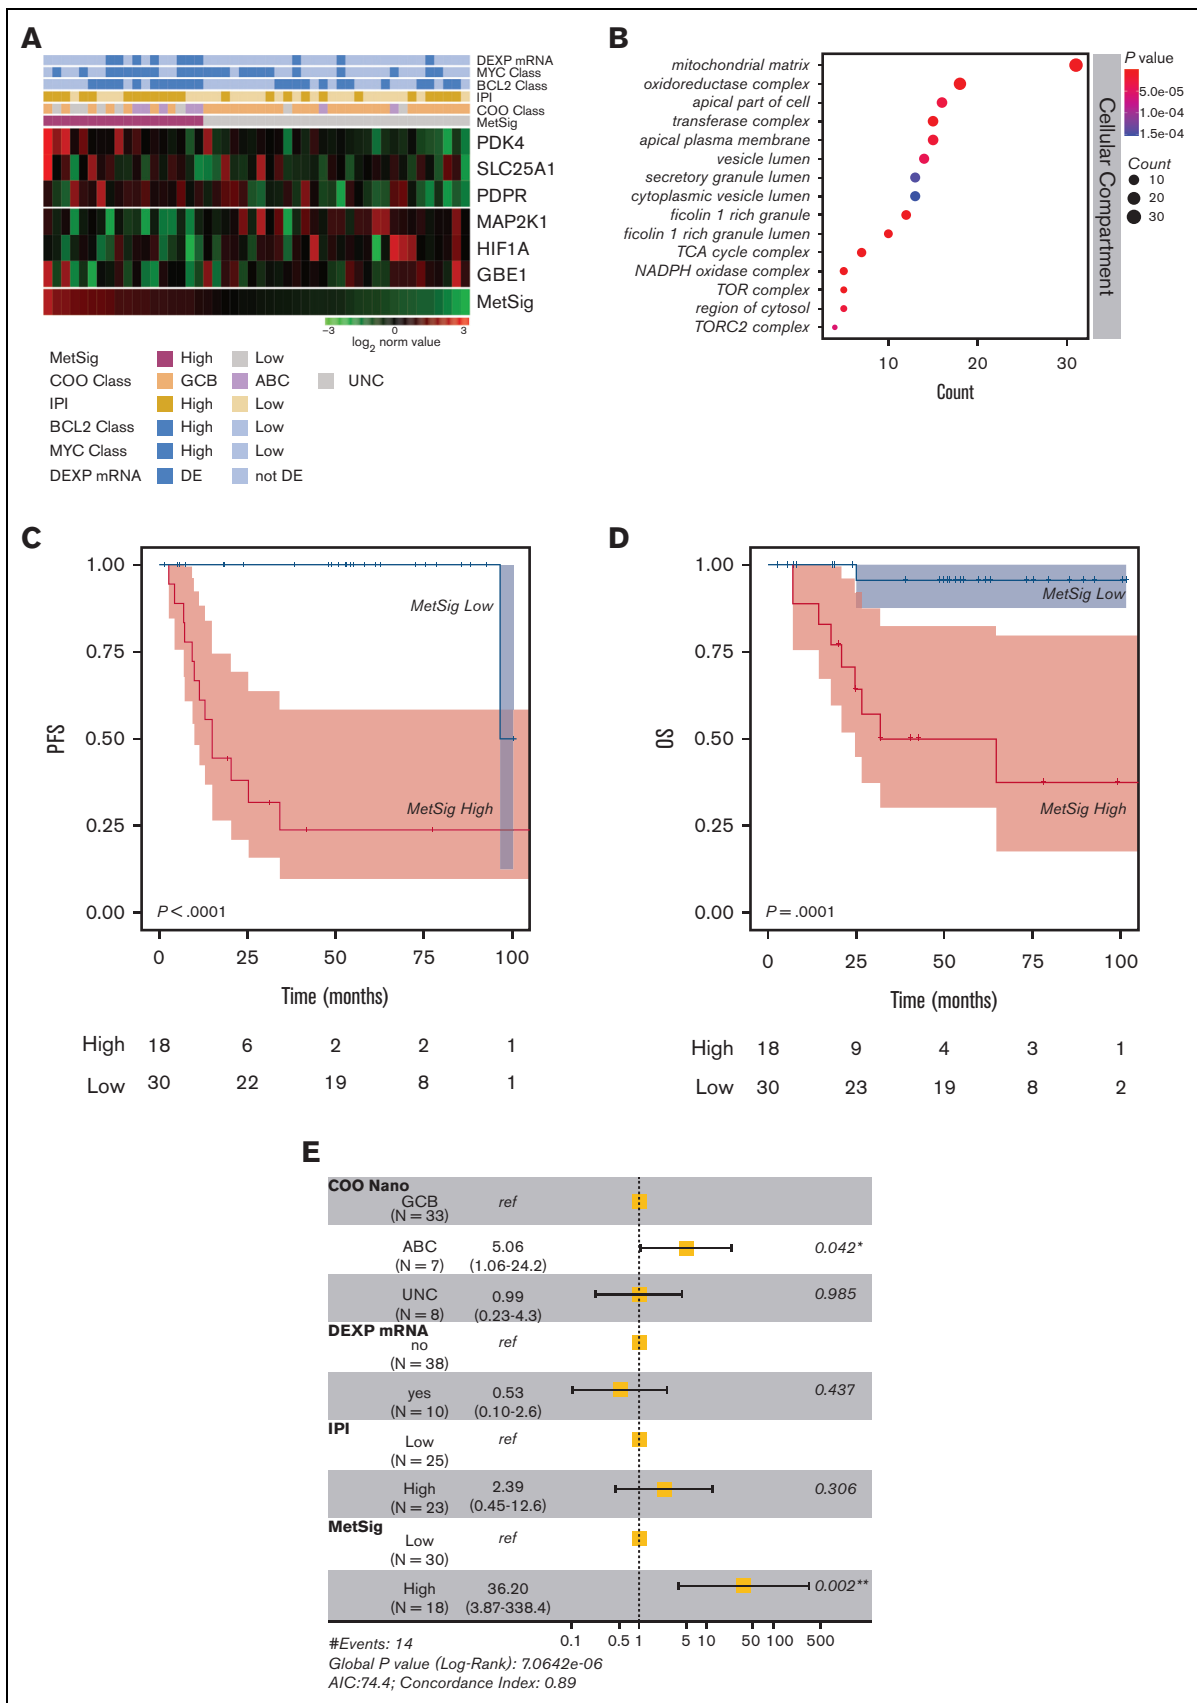 A
DEXP mRNA
MYC Class
BCL2 Class
IPI
COO Class
MetSig
PDK4
SLC25A1
PDPR
MAP2K1
HIF1A
GBE1
MetSig
−3 0 3
log2 norm value
MetSig High Low
COO Class GCB ABC UNC
IPI High Low
BCL2 Class High Low
MYC Class High Low
DEXP mRNA DE not DE
B
mitochondrial matrix
oxidoreductase complex
apical part of cell
transferase complex
apical plasma membrane
vesicle lumen
secretory granule lumen
cytoplasmic vesicle lumen
ficolin 1 rich granule
ficolin 1 rich granule lumen
TCA cycle complex
NADPH oxidase complex
TOR complex
region of cytosol
TORC2 complex
10 20 30
Count
Cellular Compartment
P value
5.0e-05
1.0e-04
1.5e-04
Count
10
20
30
C
1.00
0.75
0.50
0.25
0.00
PFS
MetSig Low
MetSig High
P < .0001
0 25 50 75 100
Time (months)
High 18 6 2 2 1
Low 30 22 19 8 1
D
1.00
0.75
0.50
0.25
0.00
OS
MetSig Low
MetSig High
P = .0001
0 25 50 75 100
Time (months)
High 18 9 4 3 1
Low 30 23 19 8 2
E
COO Nano
GCB ref
(N = 33)
ABC 5.06 0.042*
(N = 7) (1.06-24.2)
UNC 0.99 0.985
(N = 8) (0.23-4.3)
DEXP mRNA
no ref
(N = 38)
yes 0.53 0.437
(N = 10) (0.10-2.6)
IPI
Low ref
(N = 25)
High 2.39 0.306
(N = 23) (0.45-12.6)
MetSig
Low ref
(N = 30)
High 36.20 0.002**
(N = 18) (3.87-338.4)
0.1 0.5 1 5 10 50 100 500
#Events: 14
Global P value (Log-Rank): 7.0642e-06
AIC:74.4; Concordance Index: 0.89